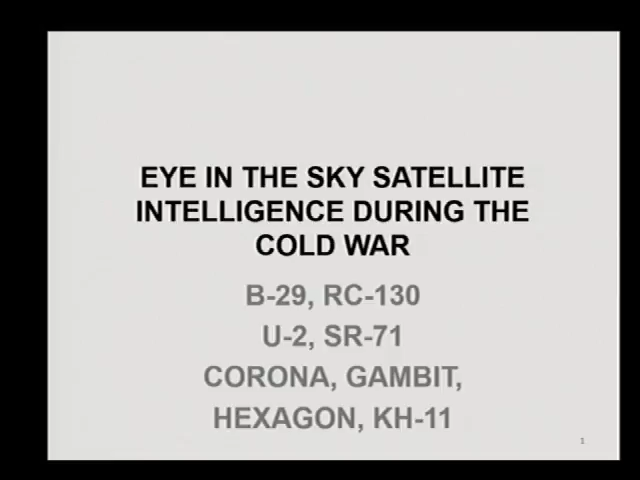 EYE IN THE SKY SATELLITE
INTELLIGENCE DURING THE
COLD WAR
B-29, RC-130
U-2, SR-71
CORONA, GAMBIT,
HEXAGON, KH-11
1